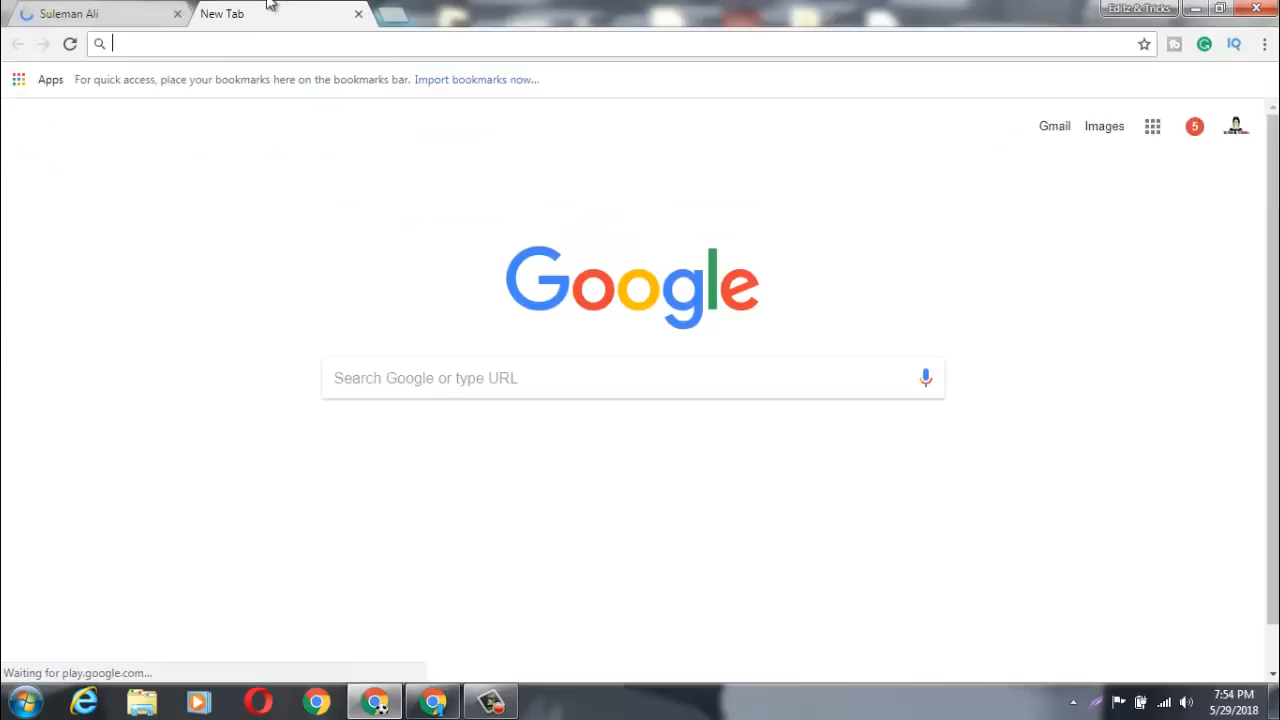 Suleman Ali
New Tab
Editz & Tricks
Apps
For quick access, place your bookmarks here on the bookmarks bar. Import bookmarks now...
Gmail
Images
5
Google
Search Google or type URL
Waiting for play.google.com...
7:54 PM
5/29/2018